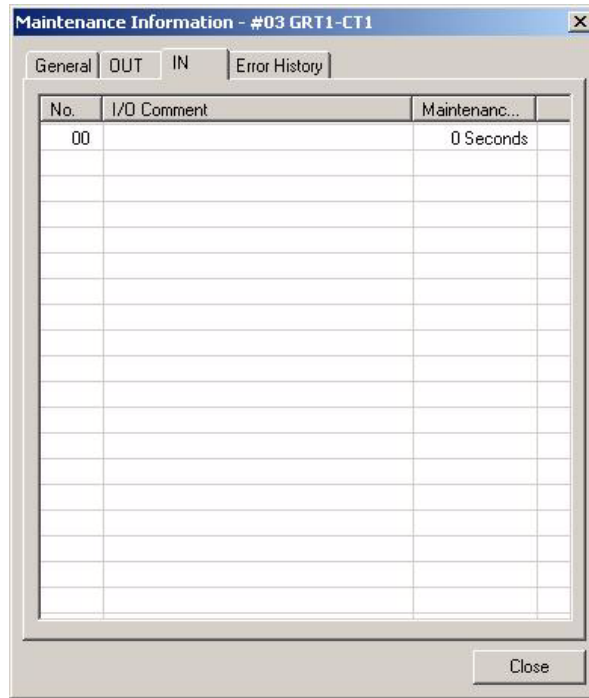 Maintenance Information - #03 GRT1-CT1
General OUT IN Error History
No. I/O Comment Maintenanc...
00 0 Seconds
Close